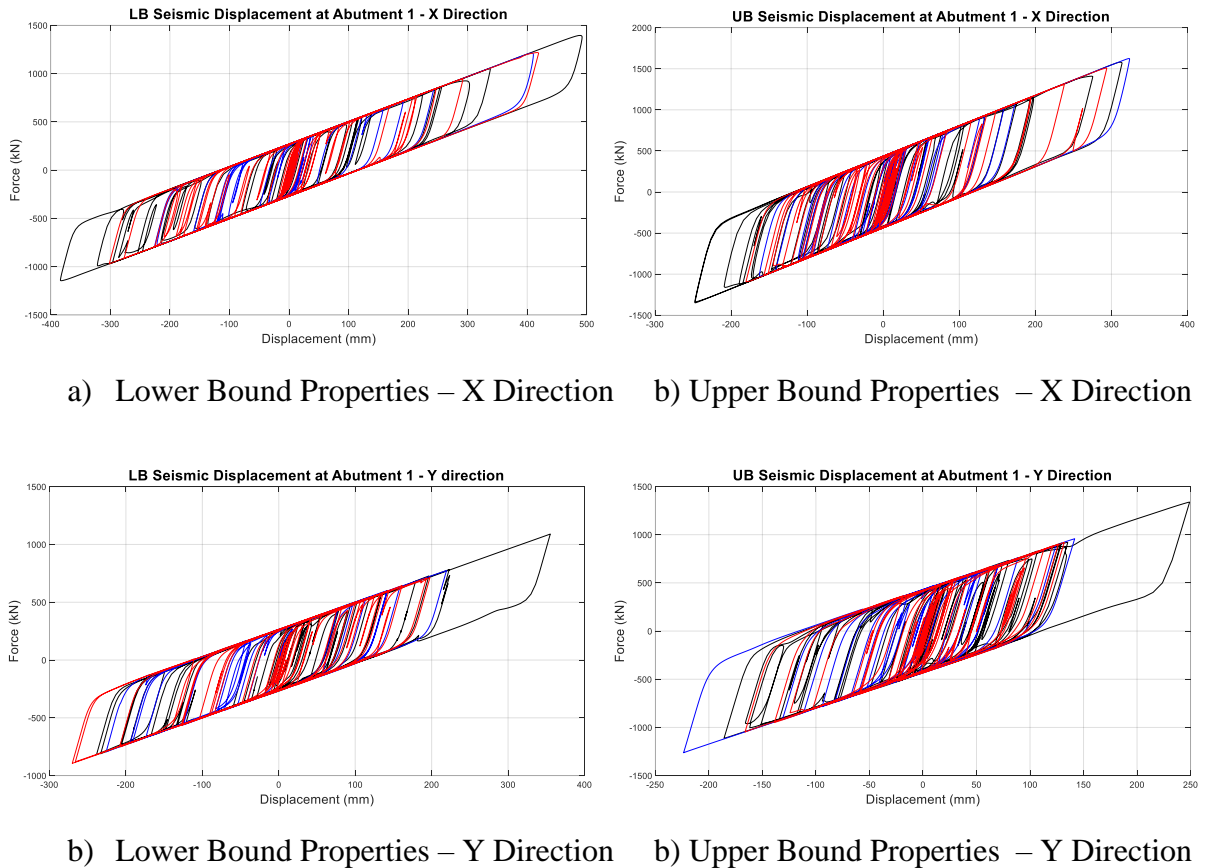 LB Seismic Displacement at Abutment 1 - X Direction
1500
1000
500
0
-500
-1000
1500
Force (kN)
-400 -300 -200 -100 0 100 200 300 400 500
Displacement (mm)
UB Seismic Displacement at Abutment 1 - X Direction
2000
1500
1000
500
0
-500
-1000
1500
Force (kN)
-300 -200 -100 0 100 200 300 400
Displacement (mm)
a) Lower Bound Properties – X Direction
b) Upper Bound Properties – X Direction
LB Seismic Displacement at Abutment 1 - Y direction
1500
1000
500
0
-500
-1000
Force (kN)
-300 -200 -100 0 100 200 300 400
Displacement (mm)
UB Seismic Displacement at Abutment 1 - Y Direction
1500
1000
500
0
-500
-1000
-1500
Force (kN)
-250 -200 -150 -100 -50 0 50 100 150 200 250
Displacement (mm)
b) Lower Bound Properties – Y Direction
b) Upper Bound Properties – Y Direction